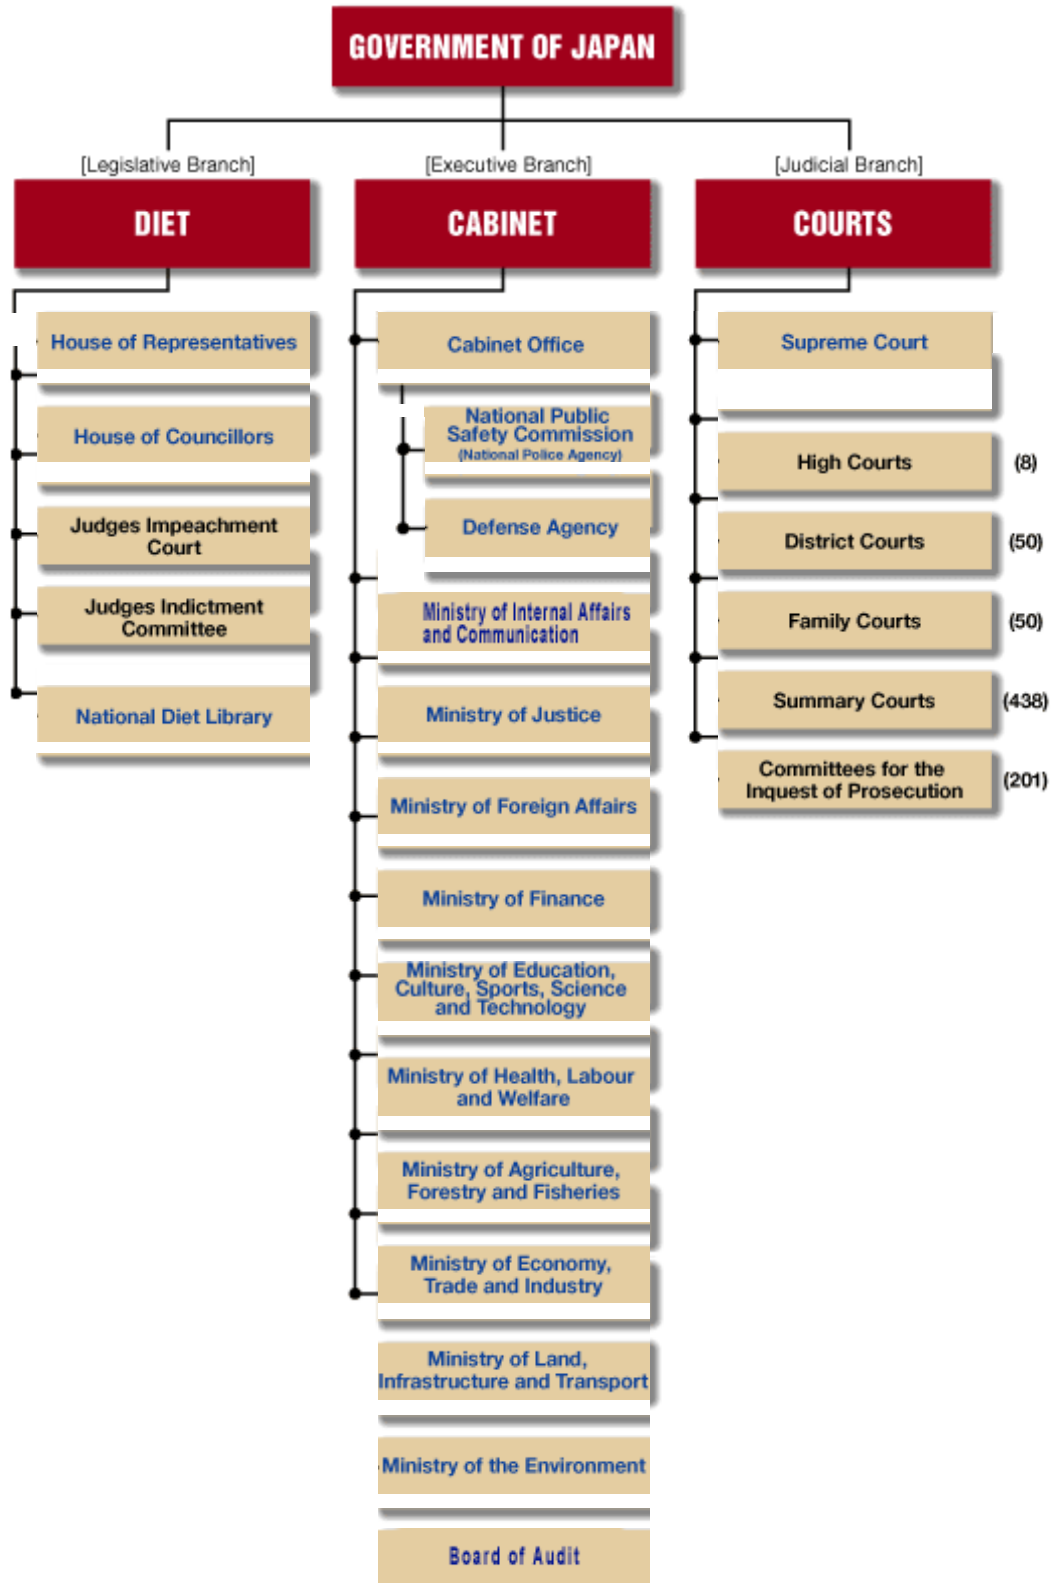 GOVERNMENT OF JAPAN
[Legislative Branch]
DIET
House of Representatives
House of Councillors
Judges Impeachment
Court
Judges Indictment
Committee
National Diet Library
[Executive Branch]
CABINET
Cabinet Office
National Public
Safety Commission
(National Police Agency)
Defense Agency
Ministry of Internal Affairs
and Communication
Ministry of Justice
Ministry of Foreign Affairs
Ministry of Finance
Ministry of Education,
Culture, Sports, Science
and Technology
Ministry of Health, Labour
and Welfare
Ministry of Agriculture,
Forestry and Fisheries
Ministry of Economy,
Trade and Industry
Ministry of Land,
Infrastructure and Transport
Ministry of the Environment
Board of Audit
[Judicial Branch]
COURTS
Supreme Court
High Courts (8)
District Courts (50)
Family Courts (50)
Summary Courts (438)
Committees for the
Inquest of Prosecution (201)